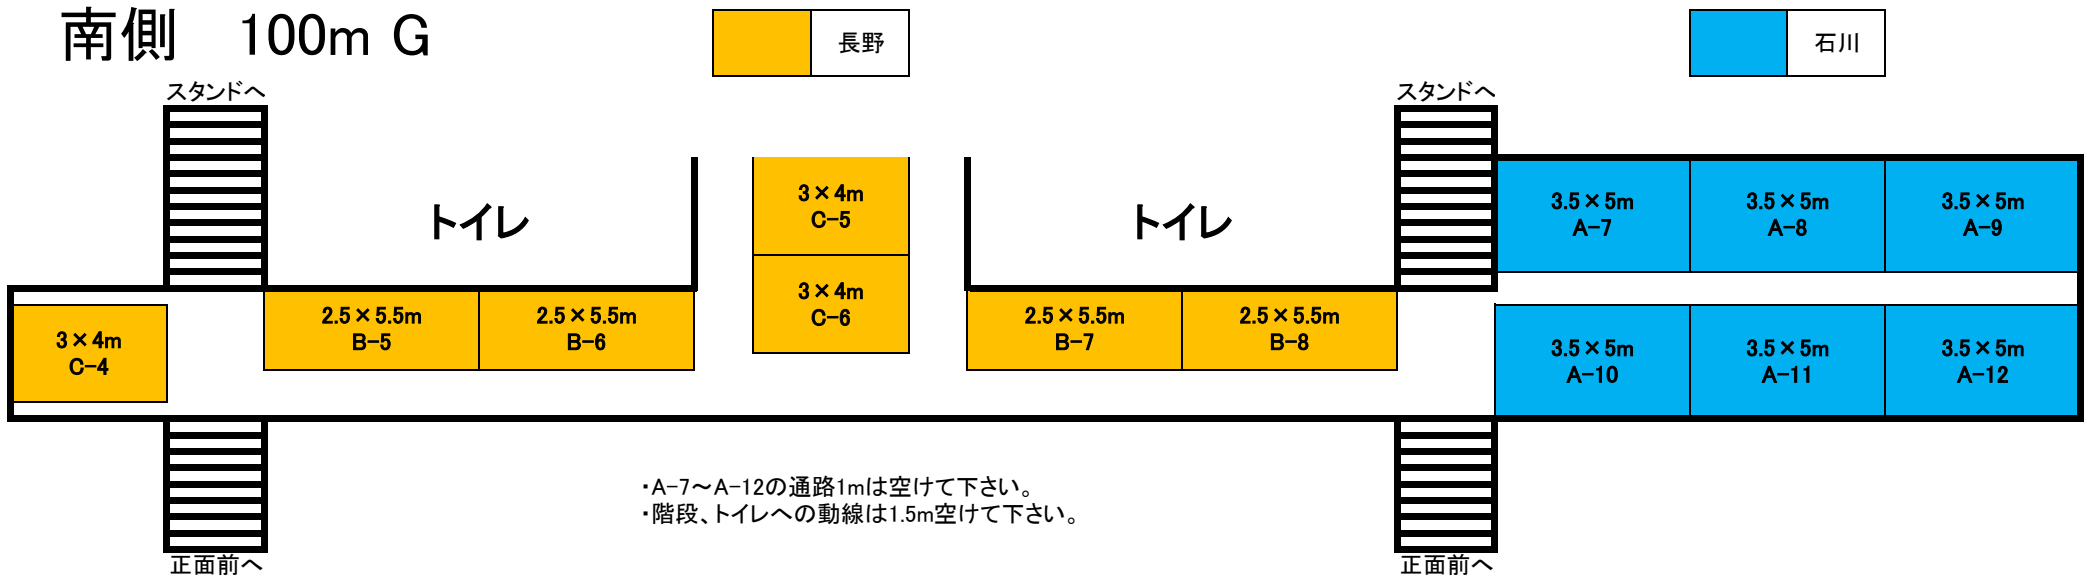 南側　100m G
長野
石川
スタンドへ
スタンドへ
トイレ
3×4m
C-5
トイレ
3.5×5m
A-7
3.5×5m
A-8
3.5×5m
A-9
3×4m
C-4
2.5×5.5m
B-5
2.5×5.5m
B-6
3×4m
C-6
2.5×5.5m
B-7
2.5×5.5m
B-8
3.5×5m
A-10
3.5×5m
A-11
3.5×5m
A-12
・A-7～A-12の通路1mは空けて下さい。
・階段、トイレへの動線は1.5m空けて下さい。
正面前へ
正面前へ